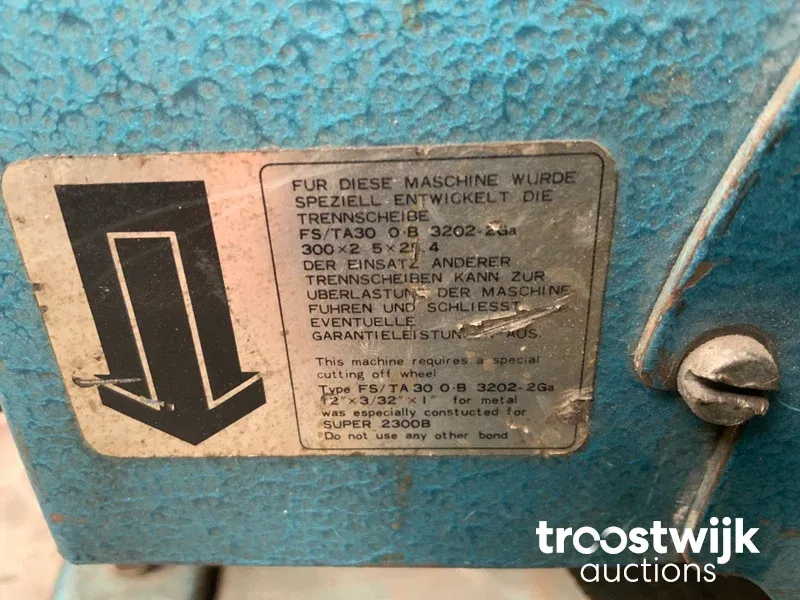 FUR DIESE MASCHINE WURDE
SPEZIELL ENTWICKELT DIE
TRENNSCHEIBE
FS/TA30 O·B 3202-2Ga
300×2 5×25.4
DER EINSATZ ANDERER
TRENNSCHEIBEN KANN ZUR
UBERLASTUNG DER MASCHINE
FUHREN UND SCHLIESST
EVENTUELLE
GARANTIELEISTUNGEN AUS
This machine requires a special
cutting off wheel
Type FS/TA 30 O·B 3202-2Ga
12"×3/32"×1" for metal
was especially constucted for
SUPER 2300B
Do not use any other bond
troostwijk
auctions